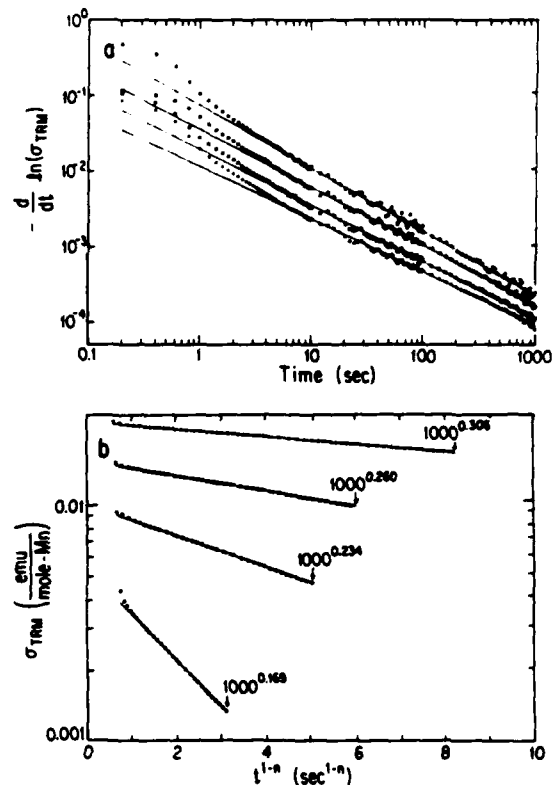 a
10⁰
10⁻¹
10⁻²
10⁻³
10⁻⁴
- d/dt ln(σTRM)
0.1 1 10 100 1000
Time (sec)
b
0.01
0.001
σTRM (emu/mole-Mn)
1000^0.306
1000^0.260
1000^0.234
1000^0.169
0 2 4 6 8 10
t^1-n (sec^1-n)